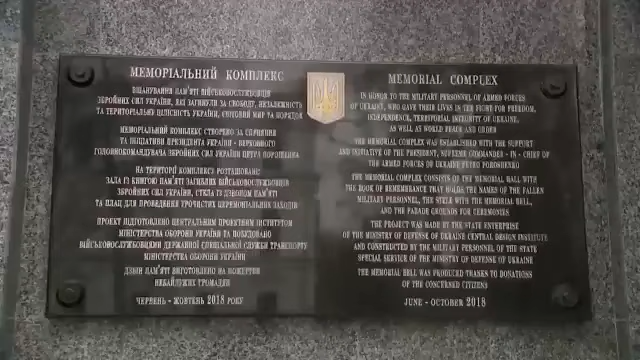 МЕМОРІАЛЬНИЙ КОМПЛЕКС
ВШАНУВАННЯ ПАМ'ЯТІ ВІЙСЬКОВОСЛУЖБОВЦІВ
ЗБРОЙНИХ СИЛ УКРАЇНИ, ЯКІ ЗАГИНУЛИ ЗА СВОБОДУ, НЕЗАЛЕЖНІСТЬ
ТА ТЕРИТОРІАЛЬНУ ЦІЛІСНІСТЬ УКРАЇНИ, СВІТОВИЙ МИР ТА ПОРЯДОК
МЕМОРІАЛЬНИЙ КОМПЛЕКС СТВОРЕНО ЗА СПРИЯННЯ
ТА ІНІЦІАТИВИ ПРЕЗИДЕНТА УКРАЇНИ - ВЕРХОВНОГО
ГОЛОВНОКОМАНДУВАЧА ЗБРОЙНИХ СИЛ УКРАЇНИ ПЕТРА ПОРОШЕНКА
НА ТЕРИТОРІЇ КОМПЛЕКСУ РОЗТАШОВАНІ:
ЗАЛА ІЗ КНИГОЮ ПАМ'ЯТІ ЗАГИБЛИХ ВІЙСЬКОВОСЛУЖБОВЦІВ
ЗБРОЙНИХ СИЛ УКРАЇНИ, СТЕЛА ІЗ ДЗВОНОМ ПАМ'ЯТІ
ТА ПЛАЦ ДЛЯ ПРОВЕДЕННЯ УРОЧИСТИХ ЦЕРЕМОНІАЛЬНИХ ЗАХОДІВ
ПРОЕКТ ПІДГОТОВЛЕНО ЦЕНТРАЛЬНИМ ПРОЕКТНИМ ІНСТИТУТОМ
МІНІСТЕРСТВА ОБОРОНИ УКРАЇНИ ТА ПОБУДОВАНО
ВІЙСЬКОВОСЛУЖБОВЦЯМИ ДЕРЖАВНОЇ СПЕЦІАЛЬНОЇ СЛУЖБИ ТРАНСПОРТУ
МІНІСТЕРСТВА ОБОРОНИ УКРАЇНИ
ДЗВІН ПАМ'ЯТІ ВИГОТОВЛЕНО НА ПОЖЕРТВИ
НЕБАЙДУЖИХ ГРОМАДЯН
ЧЕРВЕНЬ - ЖОВТЕНЬ 2018 РОКУ
MEMORIAL COMPLEX
IN HONOR TO THE MILITARY PERSONNEL OF ARMED FORCES
OF UKRAINE, WHO GAVE THEIR LIVES IN THE FIGHT FOR FREEDOM,
INDEPENDENCE, TERRITORIAL INTEGRITY OF UKRAINE,
AS WELL AS WORLD PEACE AND ORDER
THE MEMORIAL COMPLEX WAS ESTABLISHED WITH THE SUPPORT
AND INITIATIVE OF THE PRESIDENT, SUPREME COMMANDER - IN - CHIEF OF
THE ARMED FORCES OF UKRAINE PETRO POROSHENKO
THE MEMORIAL COMPLEX CONSISTS OF THE MEMORIAL HALL WITH
THE BOOK OF REMEMBRANCE THAT HOLDS THE NAMES OF THE FALLEN
MILITARY PERSONNEL, THE STELE WITH THE MEMORIAL BELL,
AND THE PARADE GROUNDS FOR CEREMONIES
THE PROJECT WAS MADE BY THE STATE ENTERPRISE
OF THE MINISTRY OF DEFENSE OF UKRAINE CENTRAL DESIGN INSTITUTE
AND CONSTRUCTED BY THE MILITARY PERSONNEL OF THE STATE
SPECIAL SERVICE OF THE MINISTRY OF DEFENSE OF UKRAINE
THE MEMORIAL BELL WAS PRODUCED THANKS TO DONATIONS
OF THE CONCERNED CITIZENS
JUNE - OCTOBER 2018